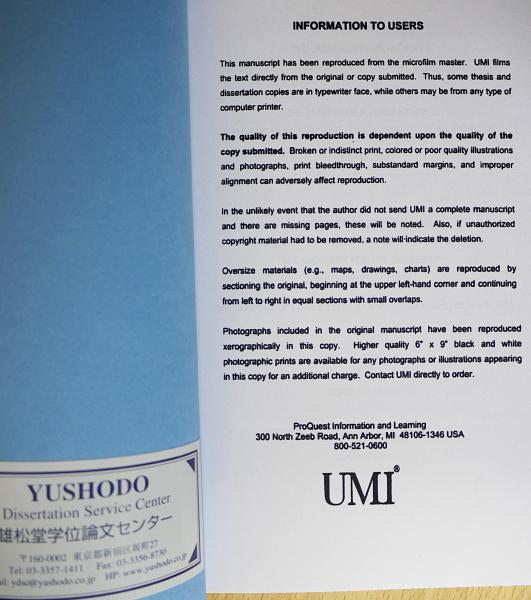 INFORMATION TO USERS
This manuscript has been reproduced from the microfilm master. UMI films
the text directly from the original or copy submitted. Thus, some thesis and
dissertation copies are in typewriter face, while others may be from any type of
computer printer.
The quality of this reproduction is dependent upon the quality of the
copy submitted. Broken or indistinct print, colored or poor quality illustrations
and photographs, print bleedthrough, substandard margins, and improper
alignment can adversely affect reproduction.
In the unlikely event that the author did not send UMI a complete manuscript
and there are missing pages, these will be noted. Also, if unauthorized
copyright material had to be removed, a note will indicate the deletion.
Oversize materials (e.g., maps, drawings, charts) are reproduced by
sectioning the original, beginning at the upper left-hand corner and continuing
from left to right in equal sections with small overlaps.
Photographs included in the original manuscript have been reproduced
xerographically in this copy. Higher quality 6" x 9" black and white
photographic prints are available for any photographs or illustrations appearing
in this copy for an additional charge. Contact UMI directly to order.
ProQuest Information and Learning
300 North Zeeb Road, Ann Arbor, MI 48106-1346 USA
800-521-0600
UMI®
YUSHODO
Dissertation Service Center
雄松堂学位論文センター
〒160-0002 東京都新宿区坂町27
Tel: 03-3357-1411 Fax: 03-3356-8730
il: ydsc@yushodo.co.jp HP: www.yushodo.co.jp